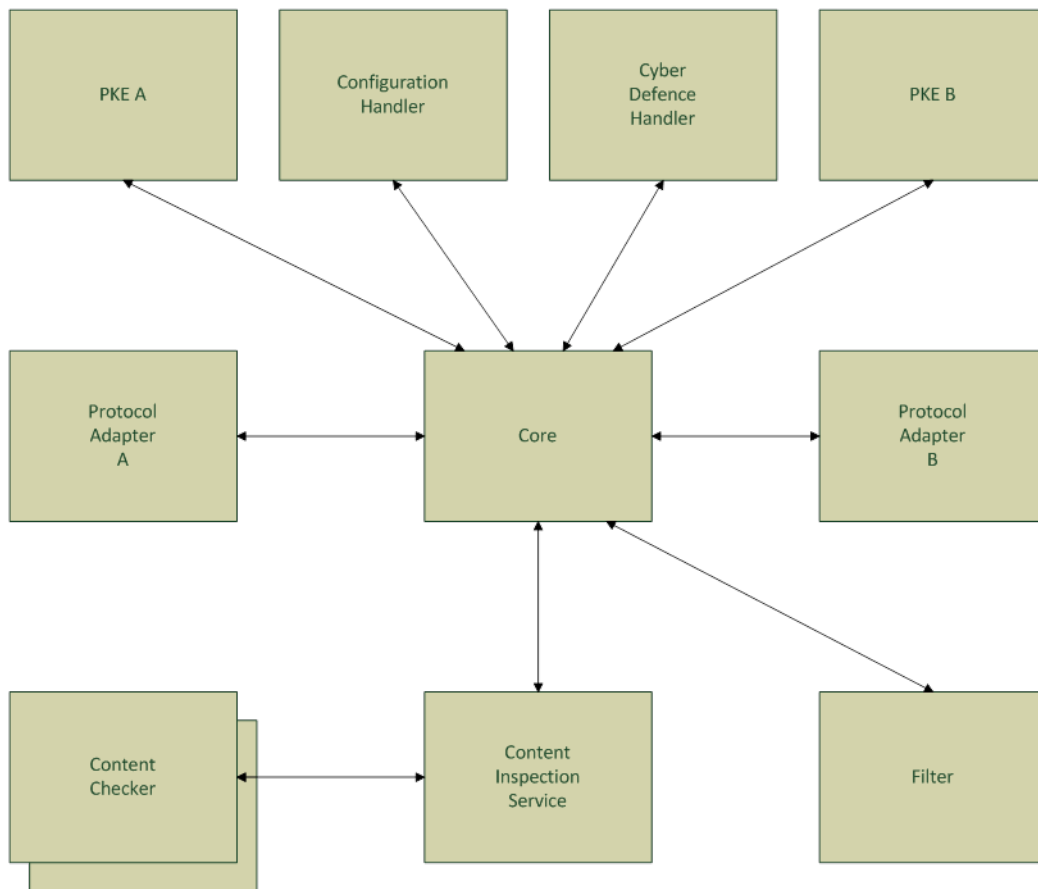 PKE A
Configuration
Handler
Cyber
Defence
Handler
PKE B
Protocol
Adapter
A
Core
Protocol
Adapter
B
Content
Checker
Content
Inspection
Service
Filter